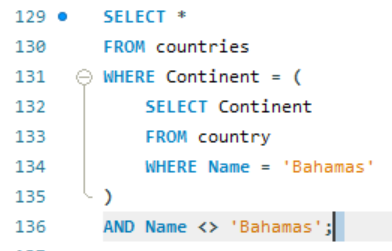 129 SELECT *
130 FROM countries
131 WHERE Continent = (
132 SELECT Continent
133 FROM country
134 WHERE Name = 'Bahamas'
135 )
136 AND Name <> 'Bahamas';